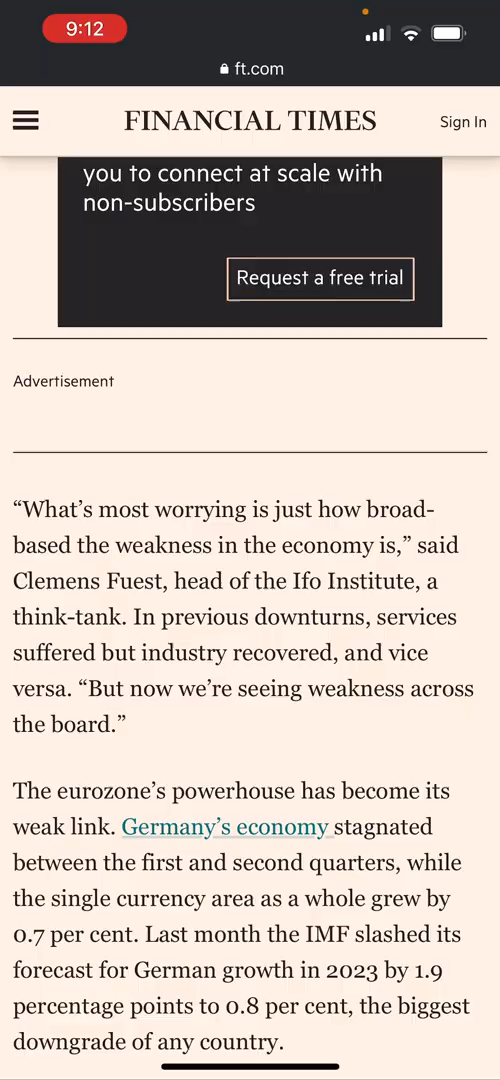 9:12
ft.com
FINANCIAL TIMES
Sign In
you to connect at scale with
non-subscribers
Request a free trial
Advertisement
“What’s most worrying is just how broad-
based the weakness in the economy is,” said
Clemens Fuest, head of the Ifo Institute, a
think-tank. In previous downturns, services
suffered but industry recovered, and vice
versa. “But now we’re seeing weakness across
the board.”
The eurozone’s powerhouse has become its
weak link. Germany’s economy stagnated
between the first and second quarters, while
the single currency area as a whole grew by
0.7 per cent. Last month the IMF slashed its
forecast for German growth in 2023 by 1.9
percentage points to 0.8 per cent, the biggest
downgrade of any country.